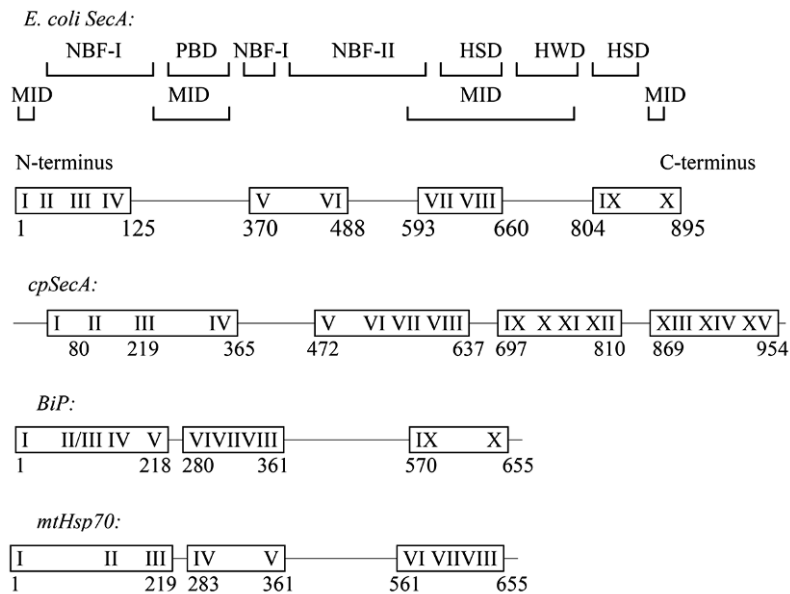 E. coli SecA:
NBF-I PBD NBF-I NBF-II HSD HWD HSD
MID MID MID MID
N-terminus C-terminus
I II III IV V VI VII VIII IX X
1 125 370 488 593 660 804 895
cpSecA:
I II III IV V VI VII VIII IX X XI XII XIII XIV XV
80 219 365 472 637 697 810 869 954
BiP:
I II/III IV V VIVIIVIII IX X
1 218 280 361 570 655
mtHsp70:
I II III IV V VI VIIVIII
1 219 283 361 561 655